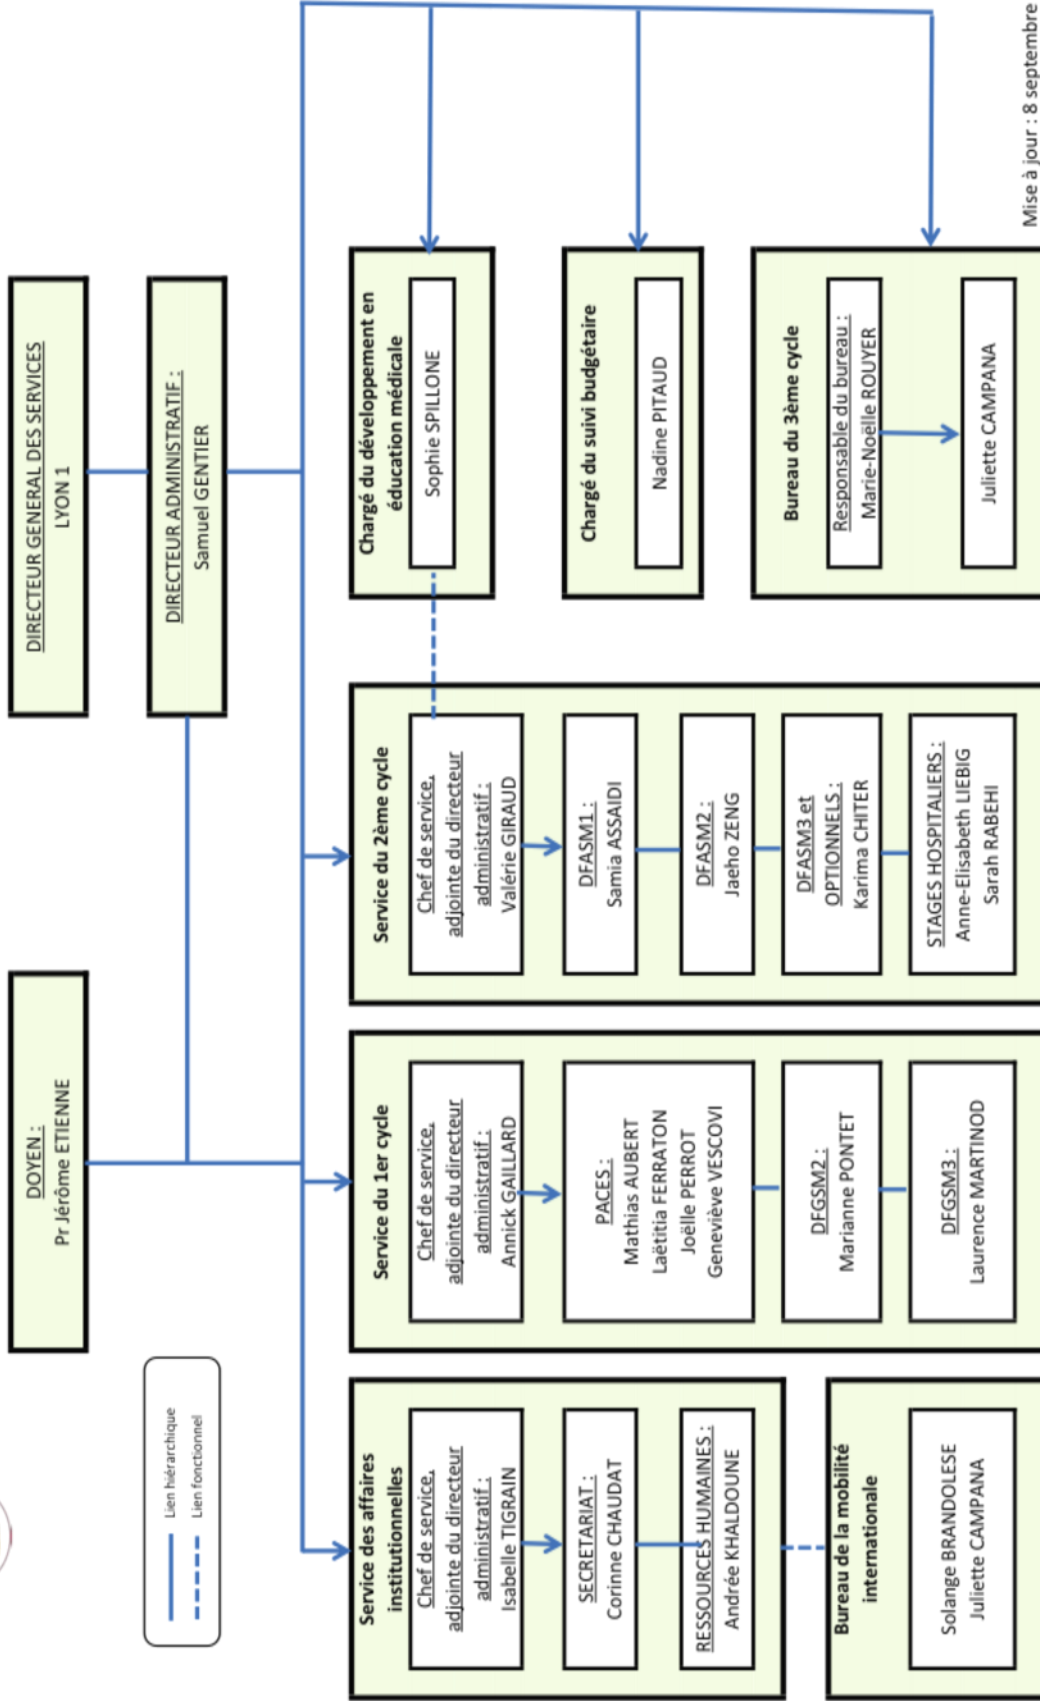 DOYEN :
Pr Jérôme ETIENNE
DIRECTEUR GENERAL DES SERVICES
LYON 1
DIRECTEUR ADMINISTRATIF :
Samuel GENTIER
Lien hiérarchique
Lien fonctionnel
Service des affaires
institutionnelles
Chef de service,
adjointe du directeur
administratif :
Isabelle TIGRAIN
SECRETARIAT :
Corinne CHAUDAT
RESSOURCES HUMAINES :
Andrée KHALDOUNE
Bureau de la mobilité
internationale
Solange BRANDOLESE
Juliette CAMPANA
Service du 1er cycle
Chef de service,
adjointe du directeur
administratif :
Annick GAILLARD
PACES :
Mathias AUBERT
Laëtitia FERRATON
Joëlle PERROT
Geneviève VESCOVI
DFGSM2 :
Marianne PONTET
DFGSM3 :
Laurence MARTINOD
Service du 2ème cycle
Chef de service,
adjointe du directeur
administratif :
Valérie GIRAUD
DFASM1 :
Samia ASSAIDI
DFASM2 :
Jaeho ZENG
DFASM3 et
OPTIONNELS :
Karima CHITER
STAGES HOSPITALIERS :
Anne-Elisabeth LIEBIG
Sarah RABEHI
Chargé du développement en
éducation médicale
Sophie SPILLONE
Chargé du suivi budgétaire
Nadine PITAUD
Bureau du 3ème cycle
Responsable du bureau :
Marie-Noëlle ROUYER
Juliette CAMPANA
Mise à jour : 8 septembre